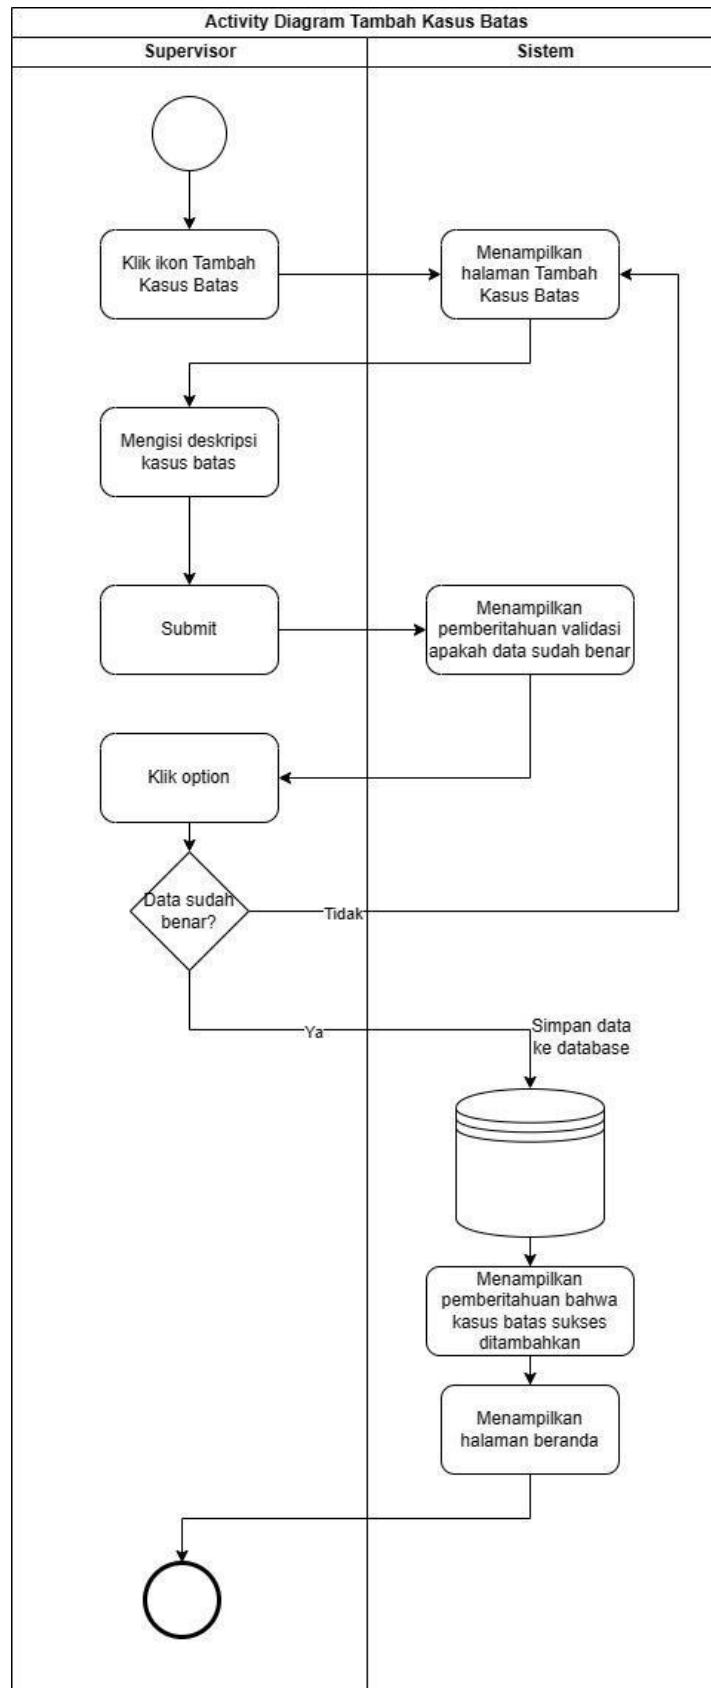 Activity Diagram Tambah Kasus Batas
Supervisor
Sistem
Klik ikon Tambah
Kasus Batas
Menampilkan
halaman Tambah
Kasus Batas
Mengisi deskripsi
kasus batas
Submit
Menampilkan
pemberitahuan validasi
apakah data sudah benar
Klik option
Data sudah
benar?
Tidak
Ya
Simpan data
ke database
Menampilkan
pemberitahuan bahwa
kasus batas sukses
ditambahkan
Menampilkan
halaman beranda